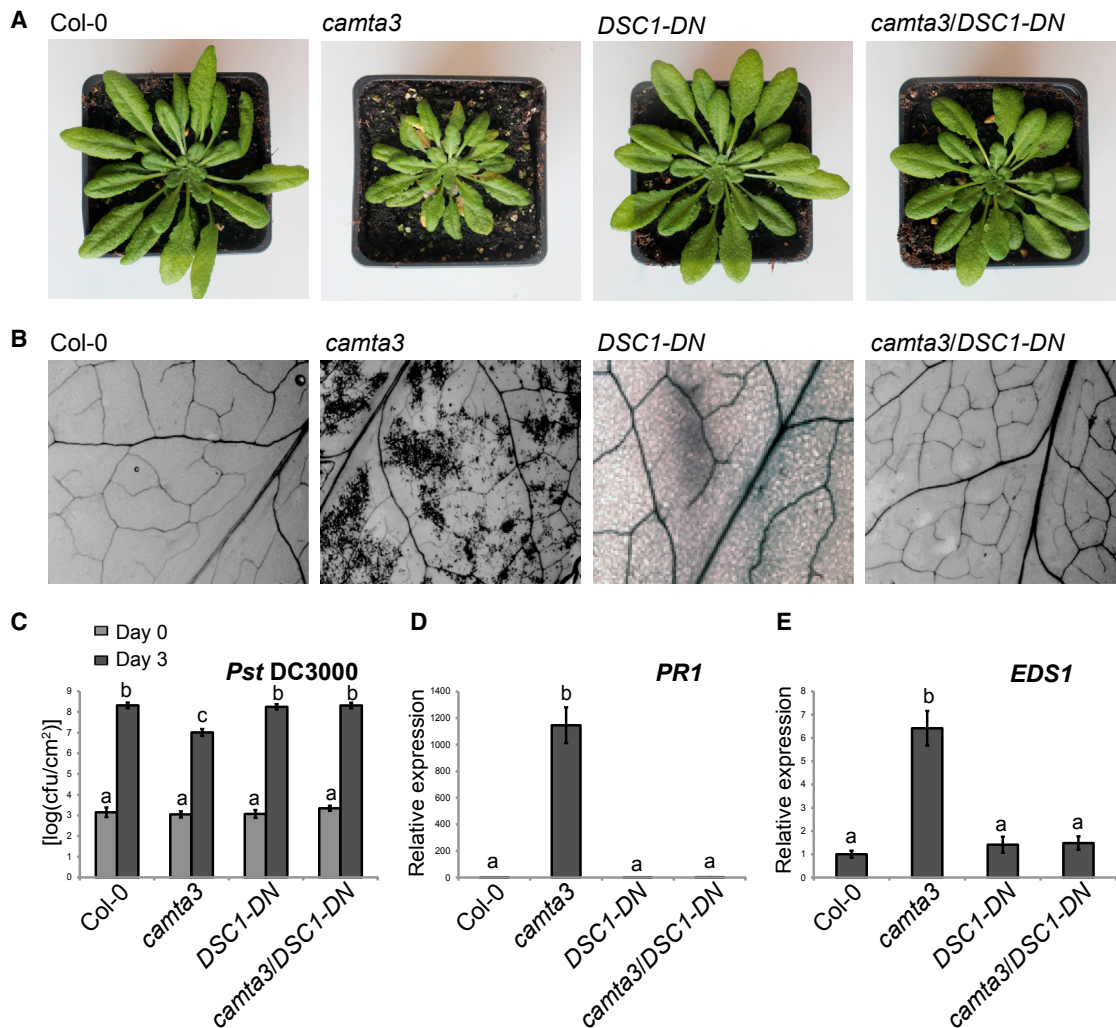 A
Col-0
camta3
DSC1-DN
camta3/DSC1-DN
B
Col-0
camta3
DSC1-DN
camta3/DSC1-DN
C
Day 0
Day 3
Pst DC3000
[log(cfu/cm²)]
9
8
7
6
5
4
3
2
1
0
a
b
a
c
a
b
a
b
Col-0
camta3
DSC1-DN
camta3/DSC1-DN
D
PR1
Relative expression
1400
1200
1000
800
600
400
200
0
a
b
a
a
Col-0
camta3
DSC1-DN
camta3/DSC1-DN
E
EDS1
Relative expression
8
7
6
5
4
3
2
1
0
a
b
a
a
Col-0
camta3
DSC1-DN
camta3/DSC1-DN